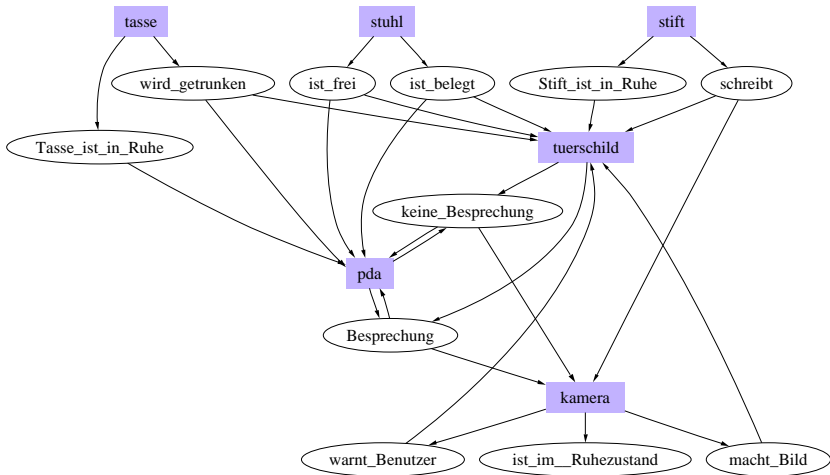 tasse
stuhl
stift
wird_getrunken
ist_frei
ist_belegt
Stift_ist_in_Ruhe
schreibt
Tasse_ist_in_Ruhe
tuerschild
keine_Besprechung
pda
Besprechung
kamera
warnt_Benutzer
ist_im__Ruhezustand
macht_Bild